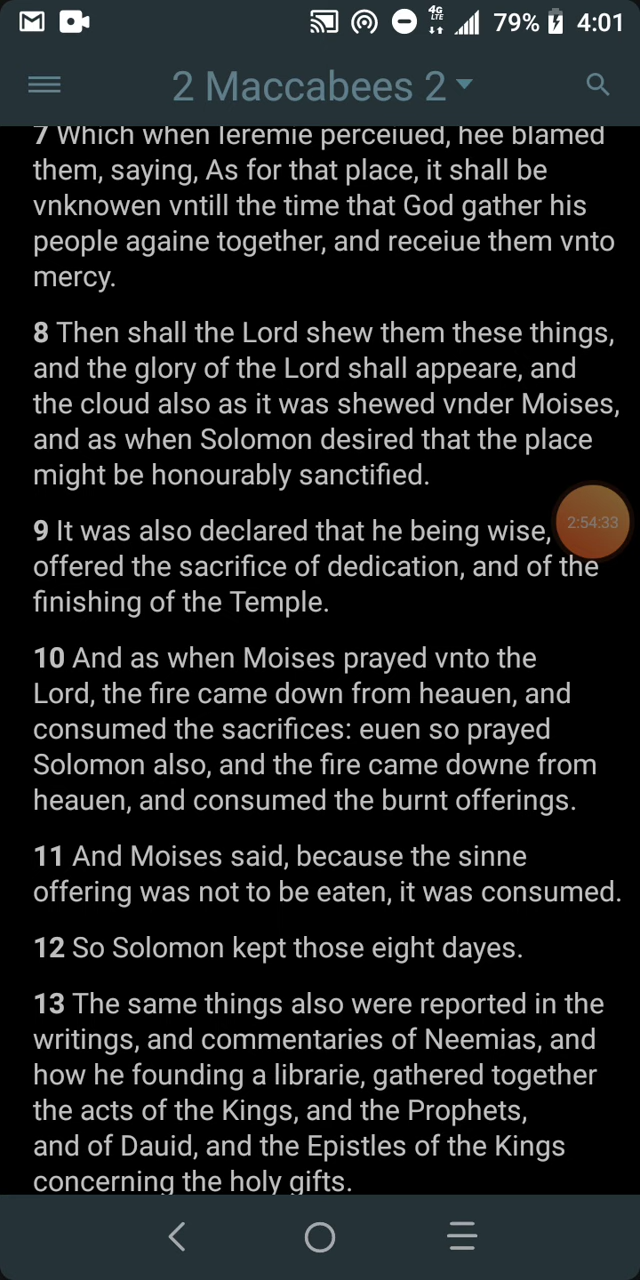 4G
LTE
79%
4:01
2 Maccabees 2
7 Which when Ieremie perceiued, hee blamed
them, saying, As for that place, it shall be
vnknowen vntill the time that God gather his
people againe together, and receiue them vnto
mercy.
8 Then shall the Lord shew them these things,
and the glory of the Lord shall appeare, and
the cloud also as it was shewed vnder Moises,
and as when Solomon desired that the place
might be honourably sanctified.
9 It was also declared that he being wise,
2:54:33
offered the sacrifice of dedication, and of the
finishing of the Temple.
10 And as when Moises prayed vnto the
Lord, the fire came down from heauen, and
consumed the sacrifices: euen so prayed
Solomon also, and the fire came downe from
heauen, and consumed the burnt offerings.
11 And Moises said, because the sinne
offering was not to be eaten, it was consumed.
12 So Solomon kept those eight dayes.
13 The same things also were reported in the
writings, and commentaries of Neemias, and
how he founding a librarie, gathered together
the acts of the Kings, and the Prophets,
and of Dauid, and the Epistles of the Kings
concerning the holy gifts.